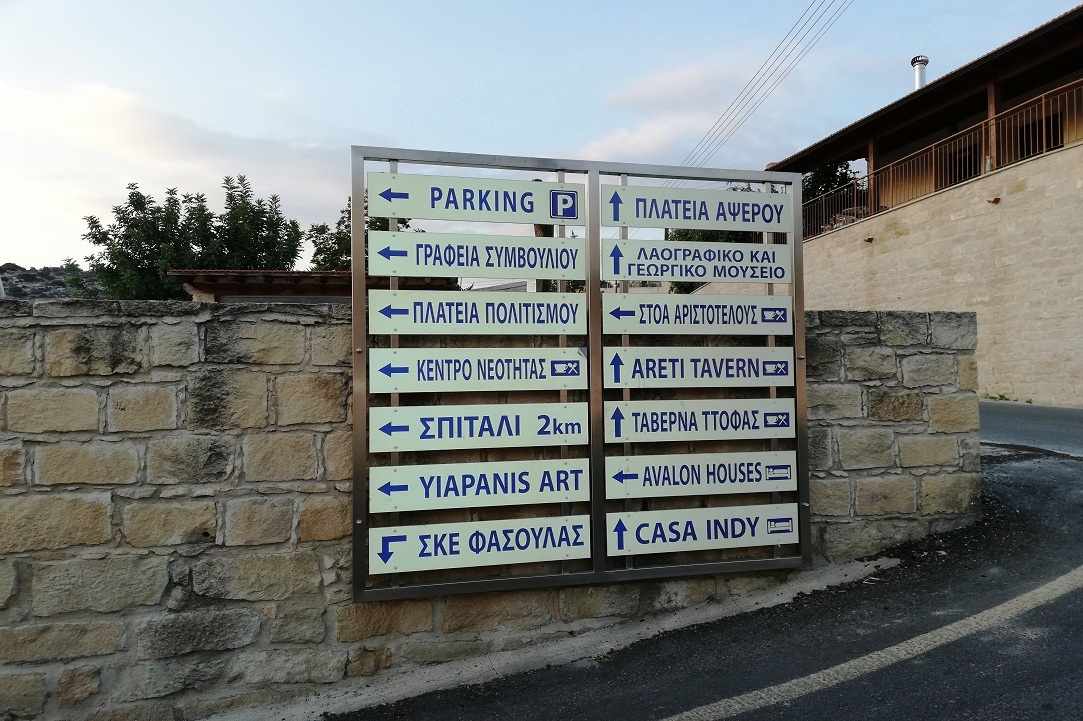 PARKING P
ΓΡΑΦΕΙΑ ΣΥΜΒΟΥΛΙΟΥ
ΠΛΑΤΕΙΑ ΠΟΛΙΤΙΣΜΟΥ
ΚΕΝΤΡΟ ΝΕΟΤΗΤΑΣ
ΣΠΙΤΑΛΙ 2km
YIAPANIS ART
ΣΚΕ ΦΑΣΟΥΛΑΣ
ΠΛΑΤΕΙΑ ΑΨΕΡΟΥ
ΛΑΟΓΡΑΦΙΚΟ ΚΑΙ
ΓΕΩΡΓΙΚΟ ΜΟΥΣΕΙΟ
ΣΤΟΑ ΑΡΙΣΤΟΤΕΛΟΥΣ
ARETI TAVERN
ΤΑΒΕΡΝΑ ΤΤΟΦΑΣ
AVALON HOUSES
CASA INDY